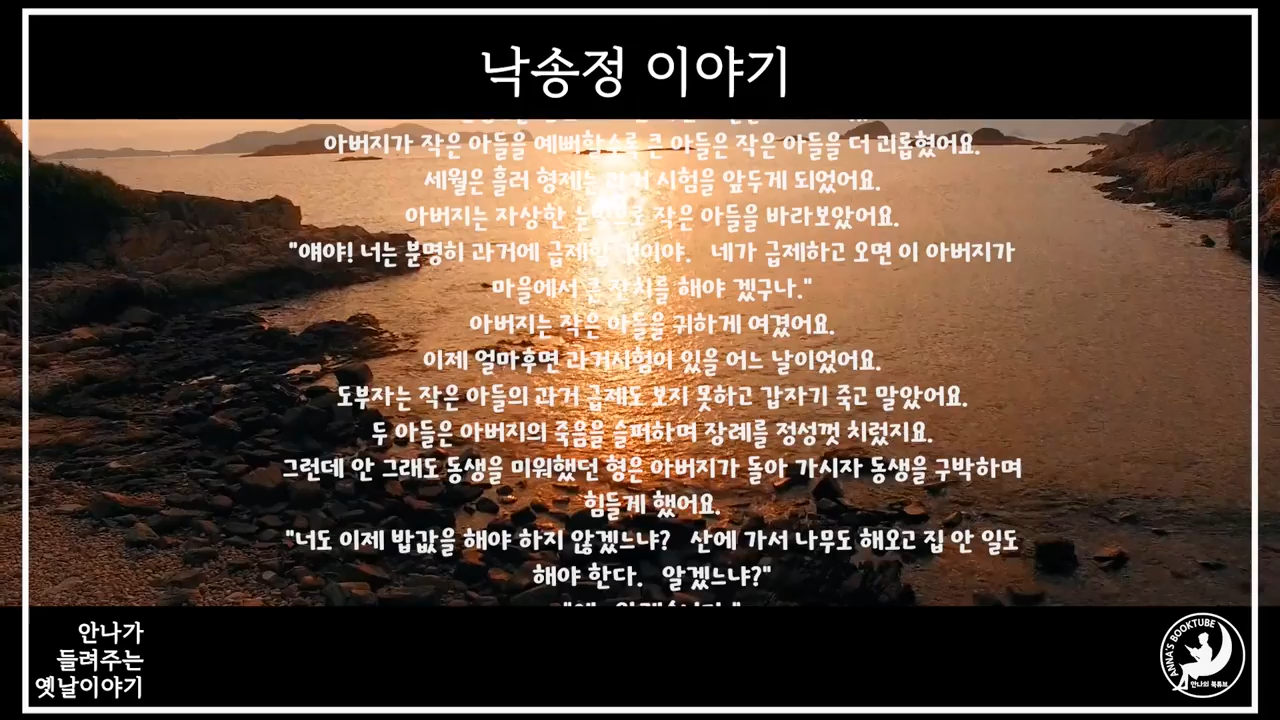 낙송정 이야기
아버지가 작은 아들을 예뻐할수록 큰 아들은 작은 아들을 더 괴롭혔어요.
세월은 흘러 형제는 과거 시험을 앞두게 되었어요.
아버지는 자상한 눈빛으로 작은 아들을 바라보았어요.
"얘야! 너는 분명히 과거에 급제할 것이야. 네가 급제하고 오면 이 아버지가
마을에서 큰 잔치를 해야 겠구나."
아버지는 작은 아들을 귀하게 여겼어요.
이제 얼마후면 과거시험이 있을 어느 날이었어요.
도부자는 작은 아들의 과거 급제도 보지 못하고 갑자기 죽고 말았어요.
두 아들은 아버지의 죽음을 슬퍼하며 장례를 정성껏 치렀지요.
그런데 안 그래도 동생을 미워했던 형은 아버지가 돌아 가시자 동생을 구박하며
힘들게 했어요.
"너도 이제 밥값을 해야 하지 않겠느냐? 산에 가서 나무도 해오고 집 안 일도
해야 한다. 알겠느냐?"
안나가
들려주는
옛날이야기
ANNA'S BOOKTUBE
안나의 북튜브